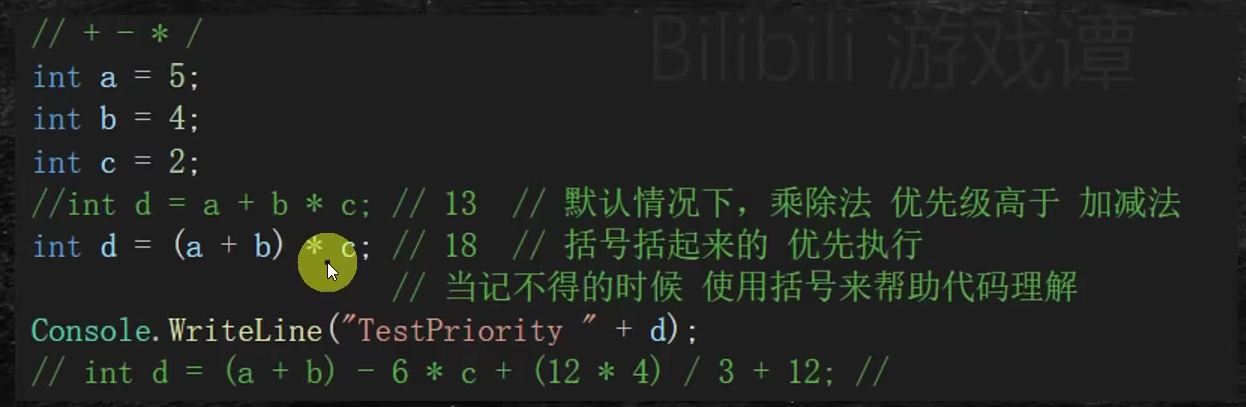 Bilibili 游戏谭
// + - * /
int a = 5;
int b = 4;
int c = 2;
//int d = a + b * c; // 13  // 默认情况下，乘除法 优先级高于 加减法
int d = (a + b) * c; // 18  // 括号括起来的 优先执行
// 当记不得的时候 使用括号来帮助代码理解
Console.WriteLine("TestPriority " + d);
// int d = (a + b) - 6 * c + (12 * 4) / 3 + 12; //